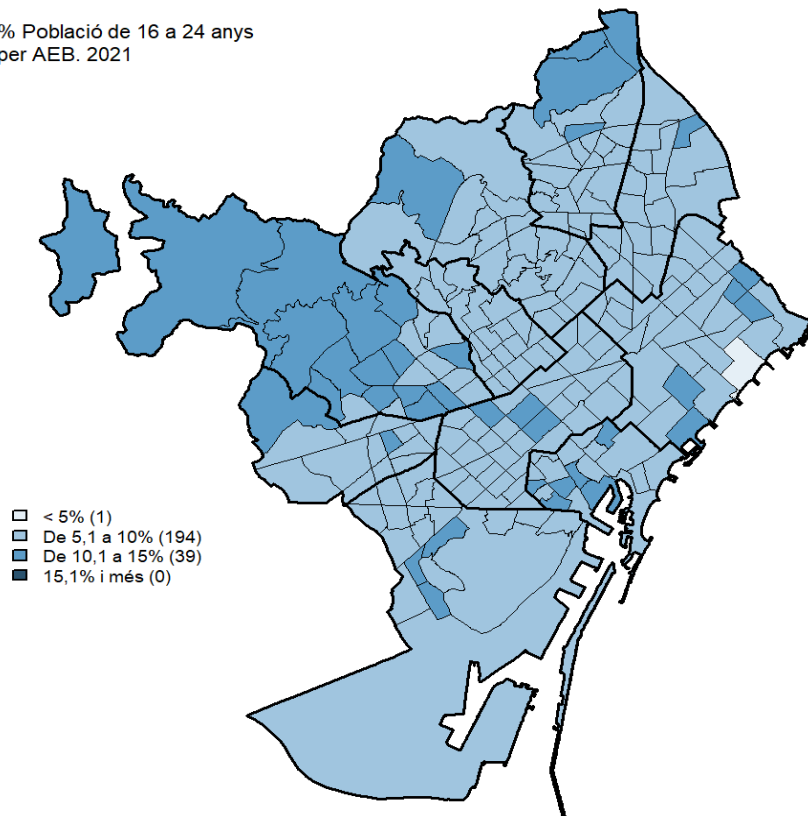 % Població de 16 a 24 anys
per AEB. 2021
< 5% (1)
De 5,1 a 10% (194)
De 10,1 a 15% (39)
15,1% i més (0)